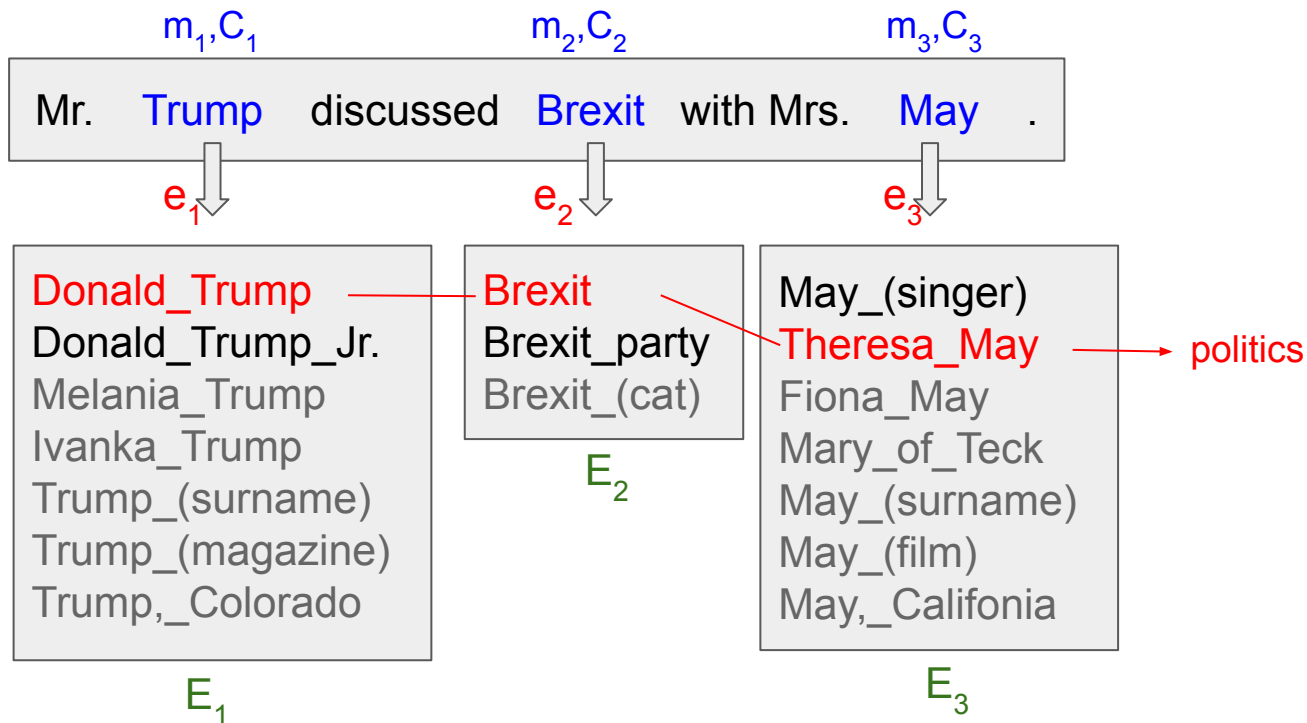 m₁,C₁ m₂,C₂ m₃,C₃
Mr. Trump discussed Brexit with Mrs. May .
e₁ e₂ e₃
Donald_Trump
Donald_Trump_Jr.
Melania_Trump
Ivanka_Trump
Trump_(surname)
Trump_(magazine)
Trump,_Colorado
E₁
Brexit
Brexit_party
Brexit_(cat)
E₂
May_(singer)
Theresa_May
Fiona_May
Mary_of_Teck
May_(surname)
May_(film)
May,_Califonia
E₃
politics